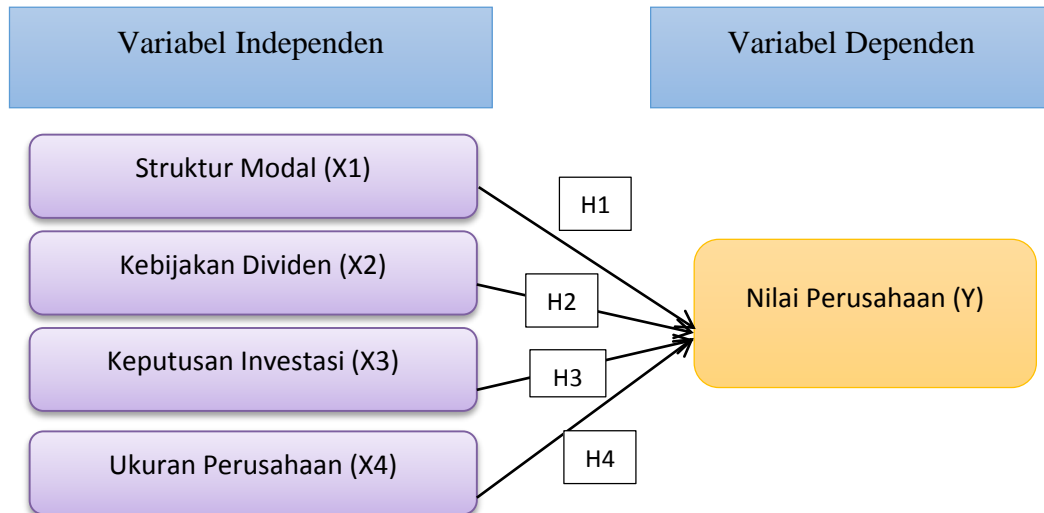 Variabel Independen
Variabel Dependen
Struktur Modal (X1)
H1
Kebijakan Dividen (X2)
H2
Nilai Perusahaan (Y)
Keputusan Investasi (X3)
H3
Ukuran Perusahaan (X4)
H4